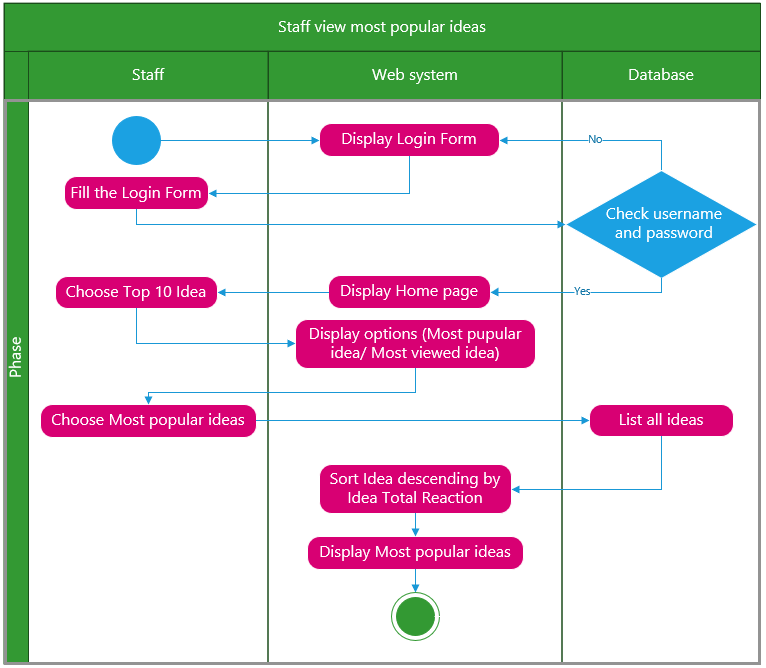 Staff view most popular ideas
Staff
Web system
Database
Phase
Display Login Form
No
Fill the Login Form
Check username
and password
Choose Top 10 Idea
Display Home page
Yes
Display options (Most pupular
idea/ Most viewed idea)
Choose Most popular ideas
List all ideas
Sort Idea descending by
Idea Total Reaction
Display Most popular ideas